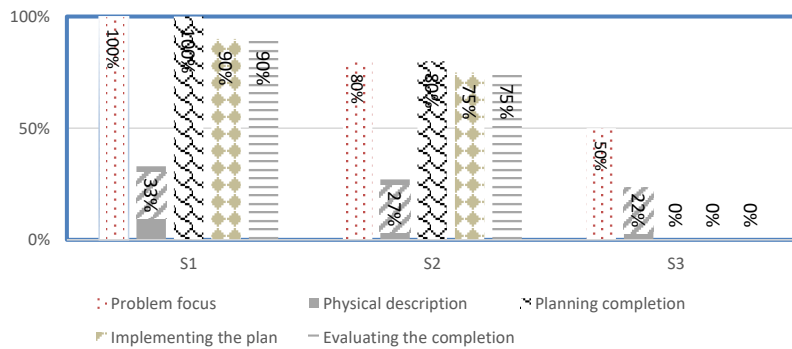 100%
50%
0%
100%
33%
100%
90%
90%
80%
27%
80%
75%
75%
50%
22%
0%
0%
0%
S1
S2
S3
Problem focus
Physical description
Planning completion
Implementing the plan
Evaluating the completion